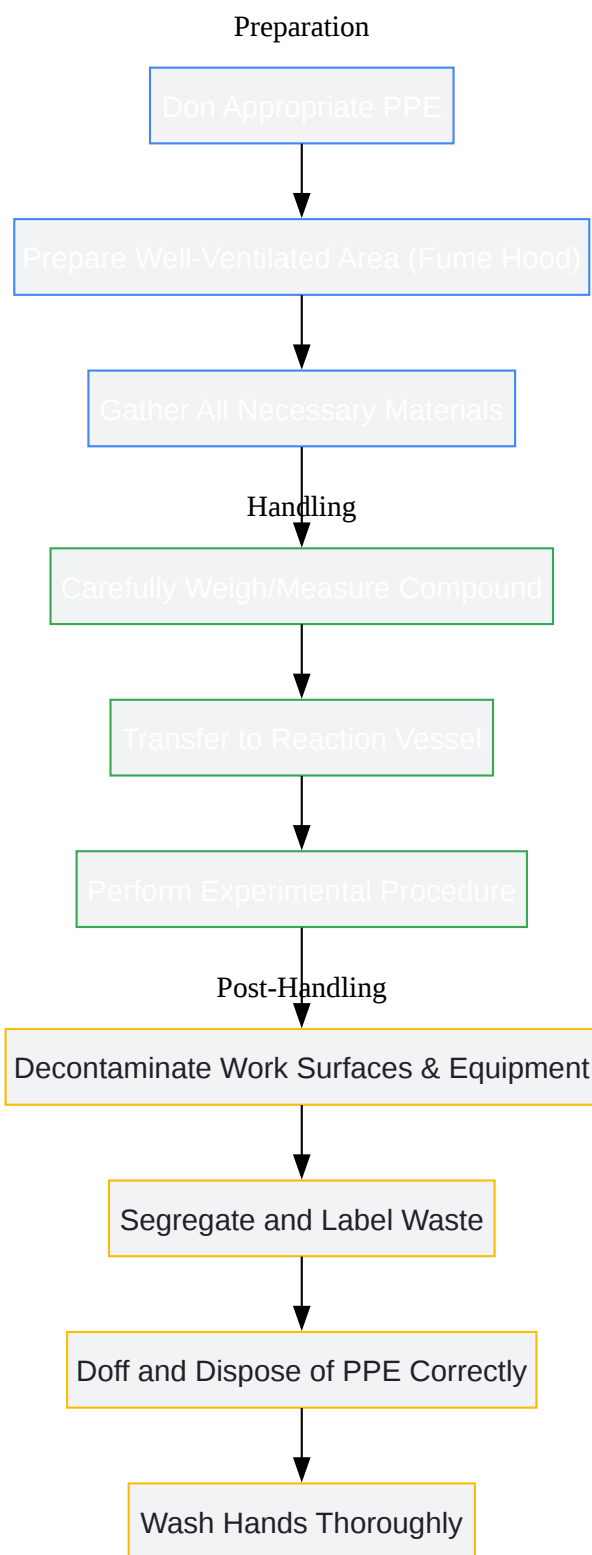 Preparation
Don Appropriate PPE
Prepare Well-Ventilated Area (Fume Hood)
Gather All Necessary Materials
Handling
Carefully Weigh/Measure Compound
Transfer to Reaction Vessel
Perform Experimental Procedure
Post-Handling
Decontaminate Work Surfaces & Equipment
Segregate and Label Waste
Doff and Dispose of PPE Correctly
Wash Hands Thoroughly